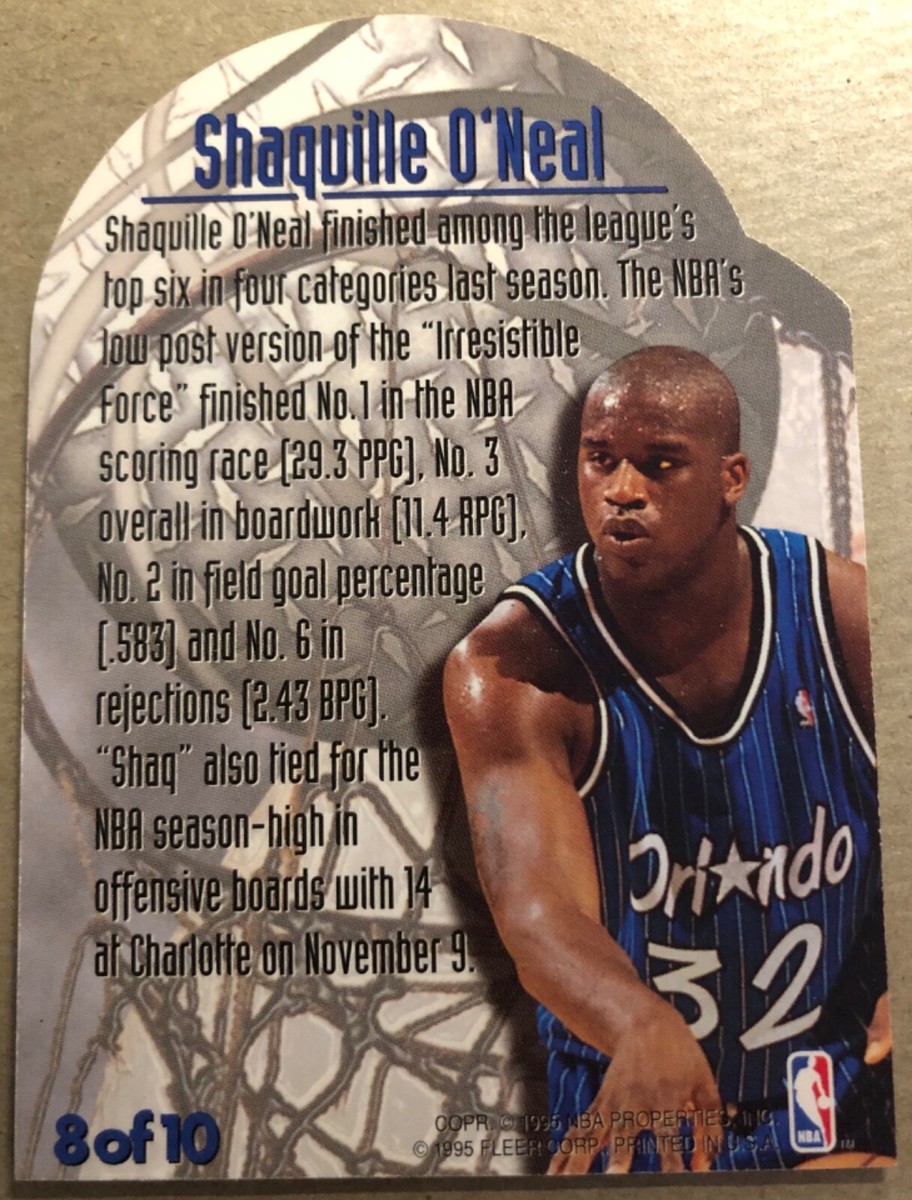 Shaquille O'Neal
Shaquille O'Neal finished among the league's
top six in four categories last season. The NBA's
low post version of the "Irresistible
Force" finished No.1 in the NBA
scoring race (29.3 PPG), No. 3
overall in boardwork (11.4 RPG),
No. 2 in field goal percentage
(.583) and No. 6 in
rejections (2.43 BPG).
"Shaq" also tied for the
NBA season-high in
offensive boards with 14
at Charlotte on November 9.
Orl★ndo
32
8 of 10
COPR. © 1995 NBA PROPERTIES, INC.
© 1995 FLEER CORP., PRINTED IN U.S.A.
NBA
TM